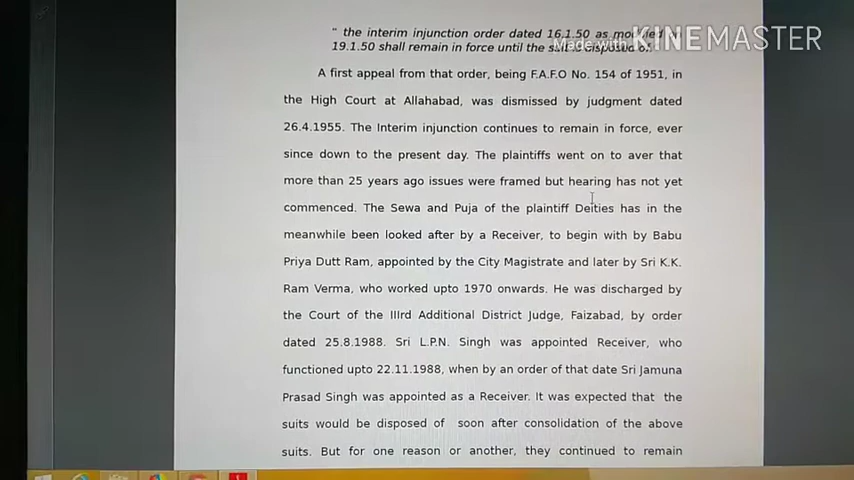 " the interim injunction order dated 16.1.50 as modified on
19.1.50 shall remain in force until the suit is disposed of.
Made with KINEMASTER
A first appeal from that order, being F.A.F.O No. 154 of 1951, in
the High Court at Allahabad, was dismissed by judgment dated
26.4.1955. The Interim injunction continues to remain in force, ever
since down to the present day. The plaintiffs went on to aver that
more than 25 years ago issues were framed but hearing has not yet
commenced. The Sewa and Puja of the plaintiff Deities has in the
meanwhile been looked after by a Receiver, to begin with by Babu
Priya Dutt Ram, appointed by the City Magistrate and later by Sri K.K.
Ram Verma, who worked upto 1970 onwards. He was discharged by
the Court of the IIIrd Additional District Judge, Faizabad, by order
dated 25.8.1988. Sri L.P.N. Singh was appointed Receiver, who
functioned upto 22.11.1988, when by an order of that date Sri Jamuna
Prasad Singh was appointed as a Receiver. It was expected that the
suits would be disposed of soon after consolidation of the above
suits. But for one reason or another, they continued to remain